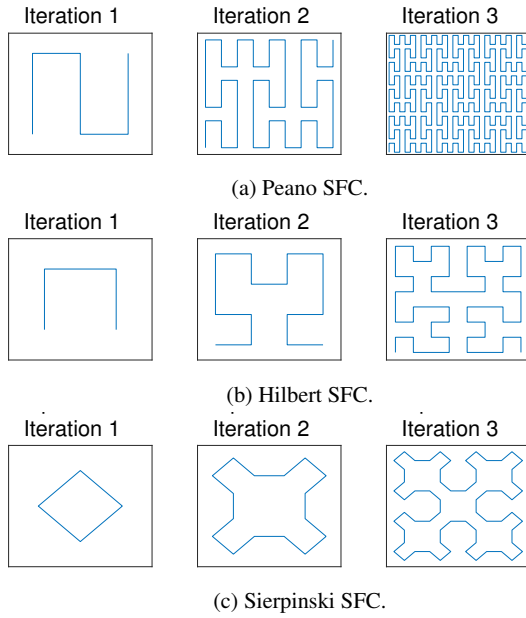 Iteration 1 Iteration 2 Iteration 3
(a) Peano SFC.
Iteration 1 Iteration 2 Iteration 3
(b) Hilbert SFC.
Iteration 1 Iteration 2 Iteration 3
(c) Sierpinski SFC.